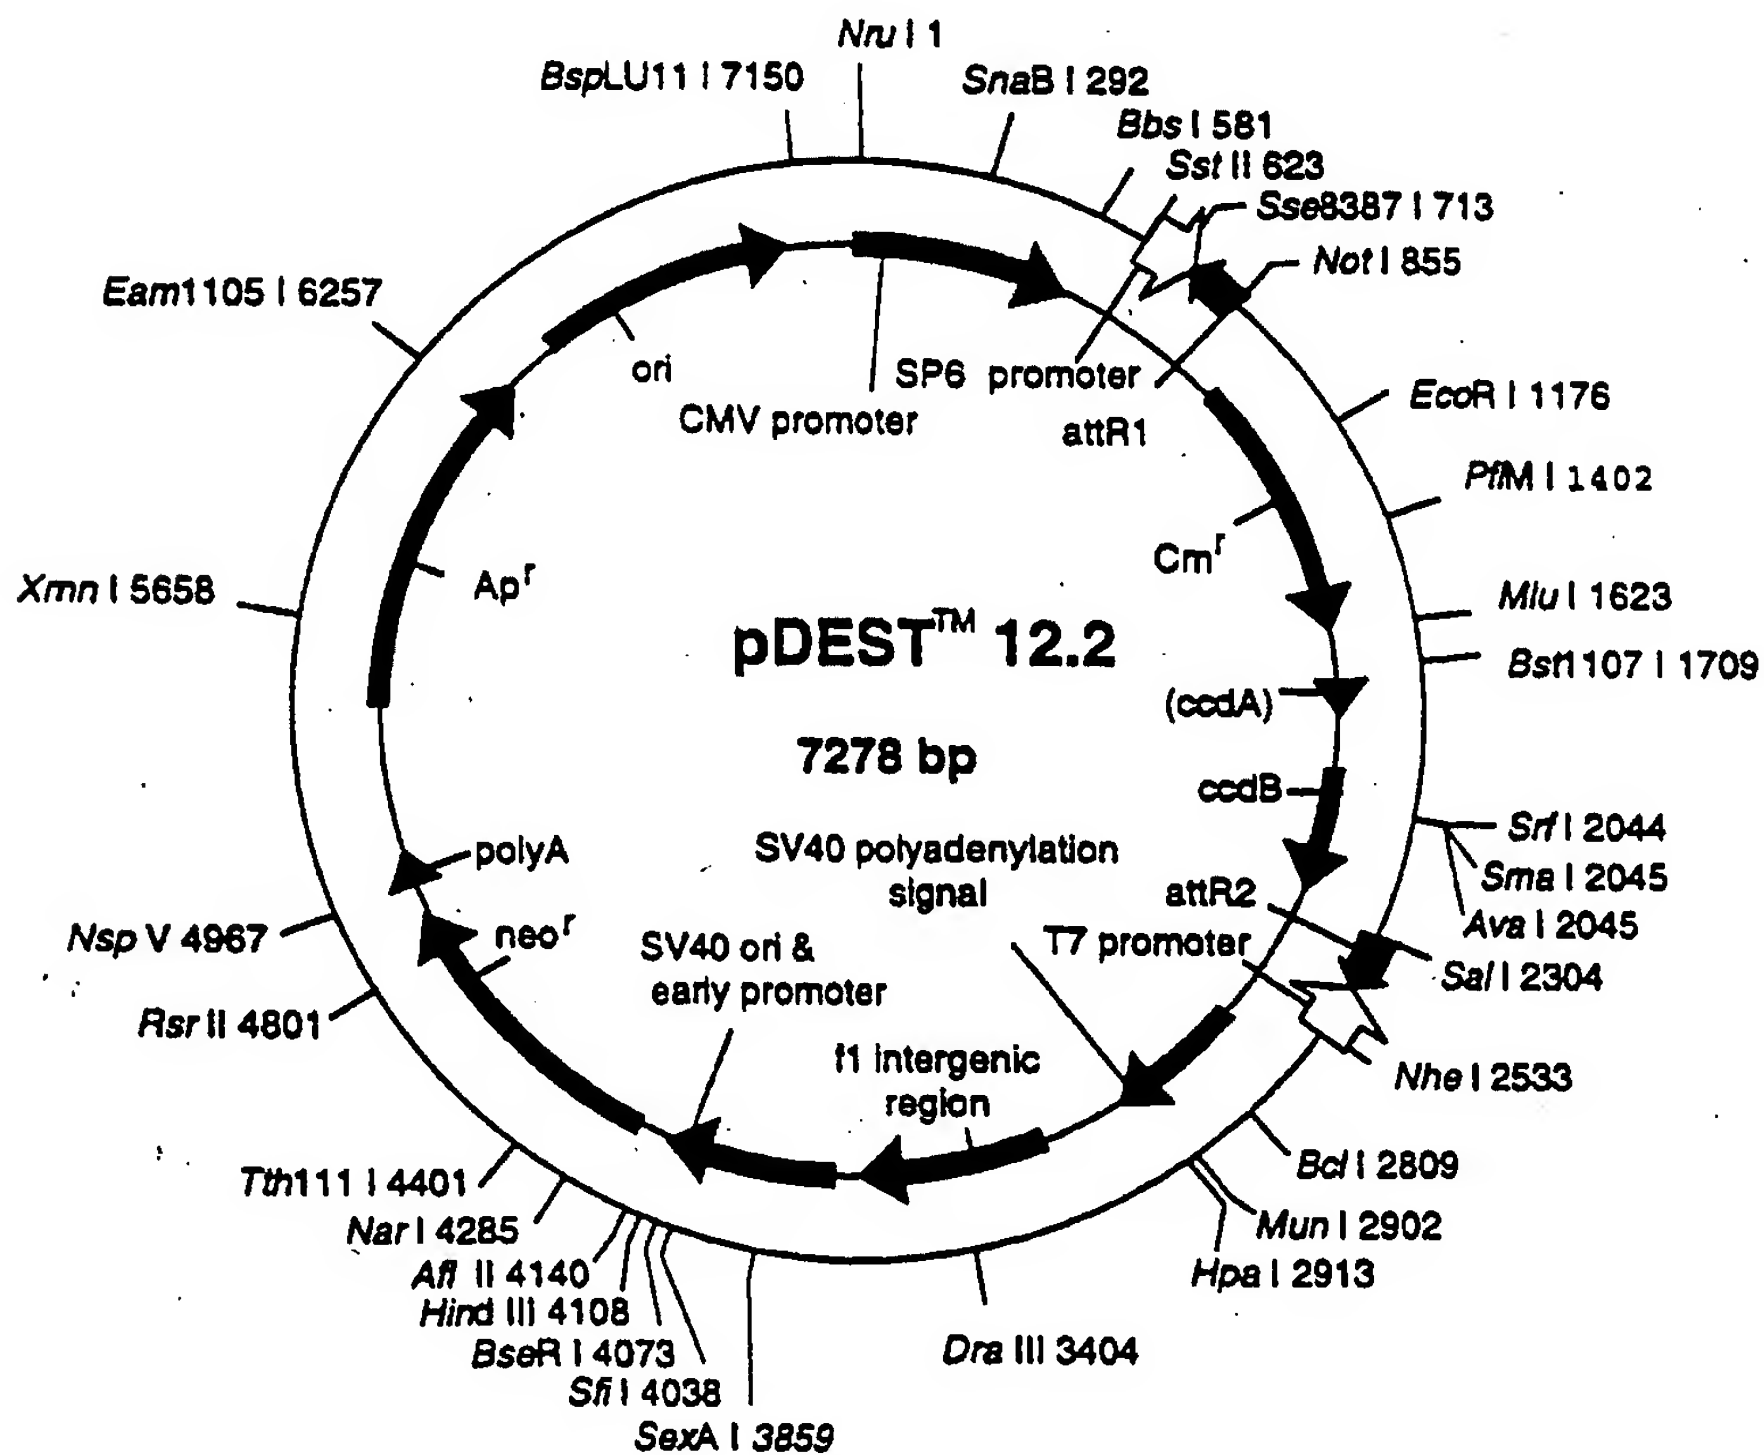 Nru I 1
BspLU11 I 7150
SnaB I 292
Bbs I 581
Sst II 623
Sse8387 I 713
Not I 855
Eam1105 I 6257
ori
CMV promoter
SP6 promoter
attR1
EcoR I 1176
PflM I 1402
Cmr
Xmn I 5658
Apr
Mlu I 1623
pDEST™ 12.2
Bst1107 I 1709
(ccdA)
7278 bp
ccdB
polyA
SV40 polyadenylation
signal
Srf I 2044
Sma I 2045
Ava I 2045
attR2
T7 promoter
Sal I 2304
Nsp V 4967
neor
SV40 ori &
early promoter
Rsr II 4801
f1 intergenic
region
Nhe I 2533
Bcl I 2809
Tth111 I 4401
Nar I 4285
Mun I 2902
Hpa I 2913
Afl II 4140
Hind III 4108
BseR I 4073
Dra III 3404
Sfi I 4038
SexA I 3859